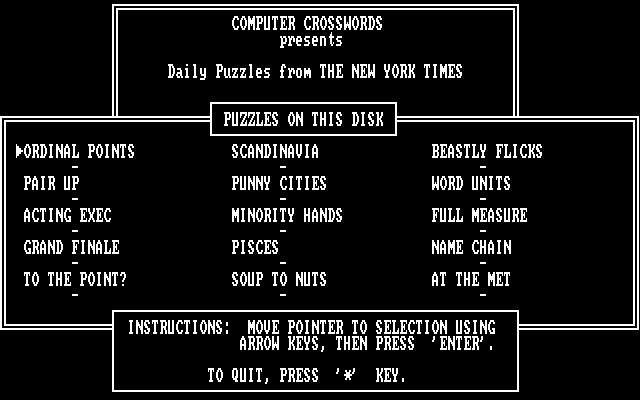 COMPUTER CROSSWORDS
presents
Daily Puzzles from THE NEW YORK TIMES
PUZZLES ON THIS DISK
ORDINAL POINTS SCANDINAVIA BEASTLY FLICKS
PAIR UP PUNNY CITIES WORD UNITS
ACTING EXEC MINORITY HANDS FULL MEASURE
GRAND FINALE PISCES NAME CHAIN
TO THE POINT? SOUP TO NUTS AT THE MET
INSTRUCTIONS: MOVE POINTER TO SELECTION USING
ARROW KEYS, THEN PRESS 'ENTER'.
TO QUIT, PRESS '*' KEY.